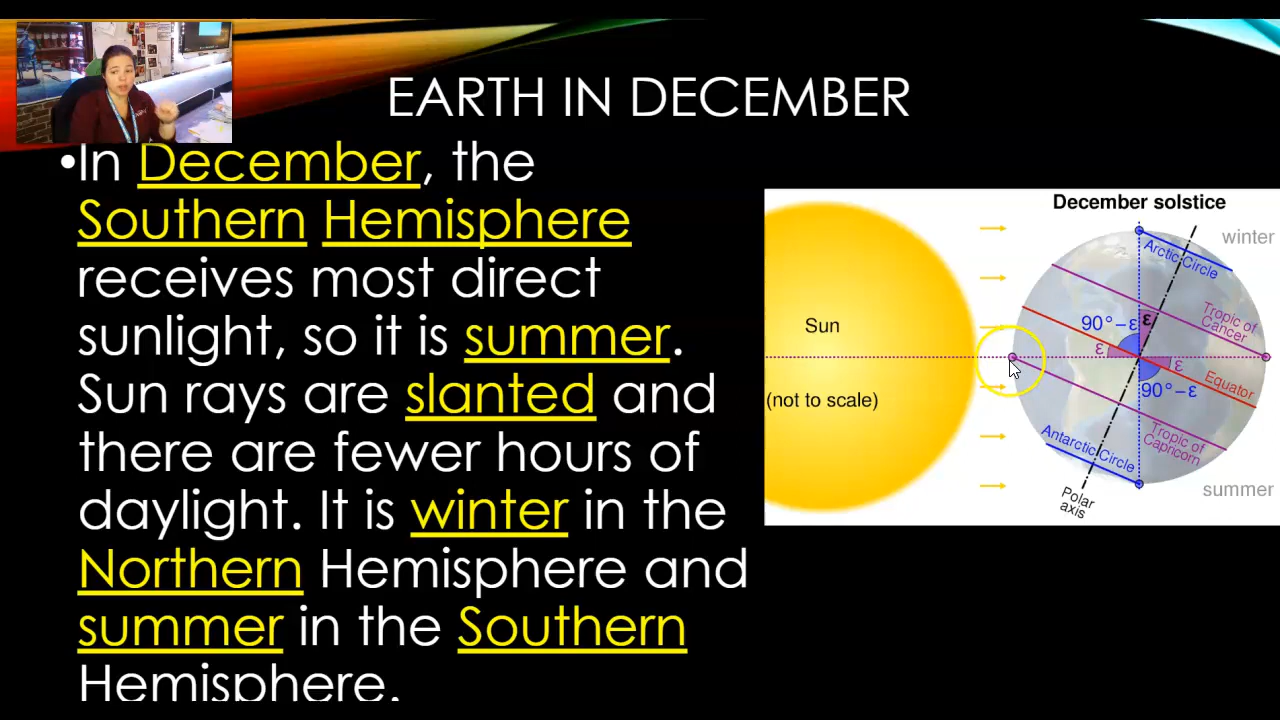 EARTH IN DECEMBER
•In December, the
Southern Hemisphere
receives most direct
sunlight, so it is summer.
Sun rays are slanted and
there are fewer hours of
daylight. It is winter in the
Northern Hemisphere and
summer in the Southern
Hemisphere.
December solstice
winter
Arctic Circle
Tropic of
Cancer
90°-ε
ε
ε
ε
Sun
(not to scale)
Equator
90°-ε
Tropic of
Capricorn
Antarctic Circle
Polar
axis
summer